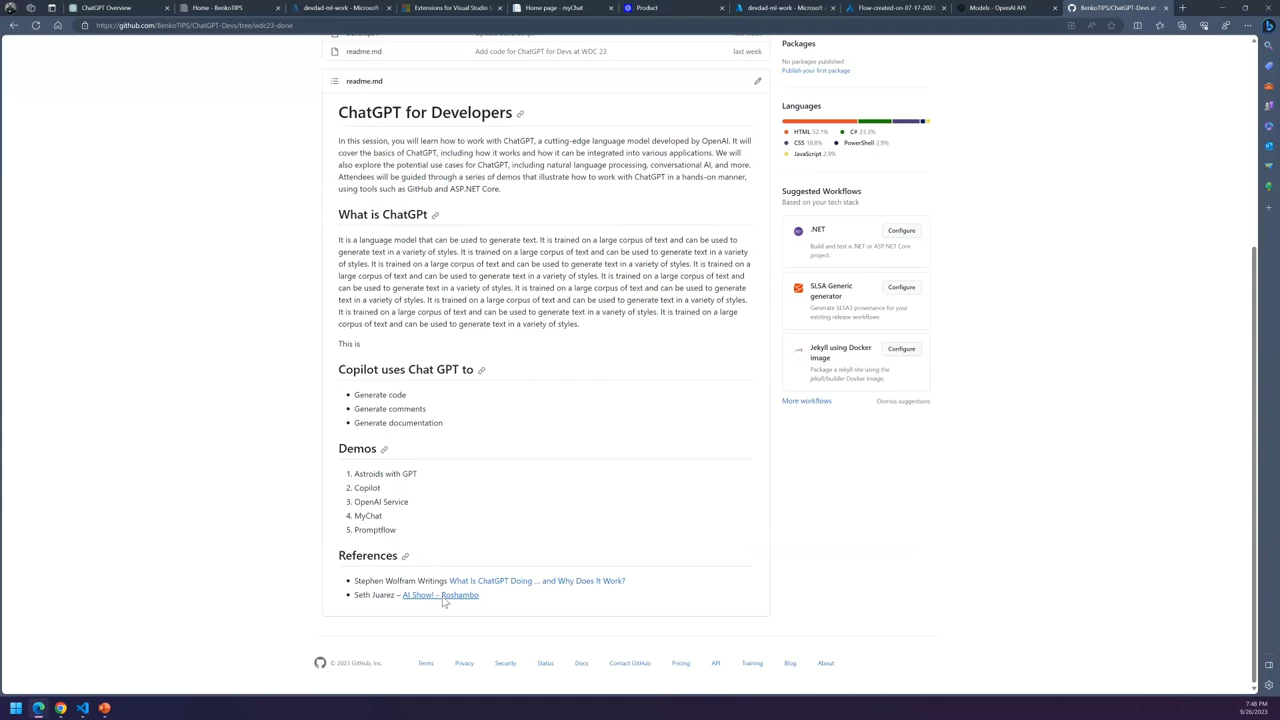 ChatGPT Overview
Home - BenkoTIPS
devdad-ml-work - Microsoft
Extensions for Visual Stud
Home page - myChat
Product
devdad-ml-work - Microsoft
Flow-created-on-07-17-2023
Models - OpenAI API
BenkoTIPS/ChatGPT-Devs at
https://github.com/BenkoTIPS/ChatGPT-Devs/tree/wdc23-done
readme.md
Add code for ChatGPT for Devs at WDC 23
last week
readme.md
ChatGPT for Developers
In this session, you will learn how to work with ChatGPT, a cutting-edge language model developed by OpenAI. It will
cover the basics of ChatGPT, including how it works and how it can be integrated into various applications. We will
also explore the potential use cases for ChatGPT, including natural language processing, conversational AI, and more.
Attendees will be guided through a series of demos that illustrate how to work with ChatGPT in a hands-on manner,
using tools such as GitHub and ASP.NET Core.
What is ChatGPt
It is a language model that can be used to generate text. It is trained on a large corpus of text and can be used to
generate text in a variety of styles. It is trained on a large corpus of text and can be used to generate text in a variety
of styles. It is trained on a large corpus of text and can be used to generate text in a variety of styles. It is trained on a
large corpus of text and can be used to generate text in a variety of styles. It is trained on a large corpus of text and can
be used to generate text in a variety of styles. It is trained on a large corpus of text and can be used to generate
text in a variety of styles. It is trained on a large corpus of text and can be used to generate text in a variety of styles.
It is trained on a large corpus of text and can be used to generate text in a variety of styles. It is trained on a large
corpus of text and can be used to generate text in a variety of styles.
This is
Copilot uses Chat GPT to
• Generate code
• Generate comments
• Generate documentation
Demos
1. Astroids with GPT
2. Copilot
3. OpenAI Service
4. MyChat
5. Promptflow
References
• Stephen Wolfram Writings What Is ChatGPT Doing ... and Why Does It Work?
• Seth Juarez – AI Show! - Roshambo
Packages
No packages published
Publish your first package
Languages
HTML 52.1%
C# 23.3%
CSS 18.8%
PowerShell 2.9%
JavaScript 2.9%
Suggested Workflows
Based on your tech stack
.NET
Configure
Build and test a .NET or ASP.NET Core
project.
SLSA Generic
generator
Configure
Generate SLSA3 provenance for your
existing release workflows
Jekyll using Docker
image
Configure
Package a Jekyll site using the
jekyll/builder Docker image.
More workflows
Dismiss suggestions
© 2023 GitHub, Inc.
Terms
Privacy
Security
Status
Docs
Contact GitHub
Pricing
API
Training
Blog
About
7:48 PM
9/26/2023